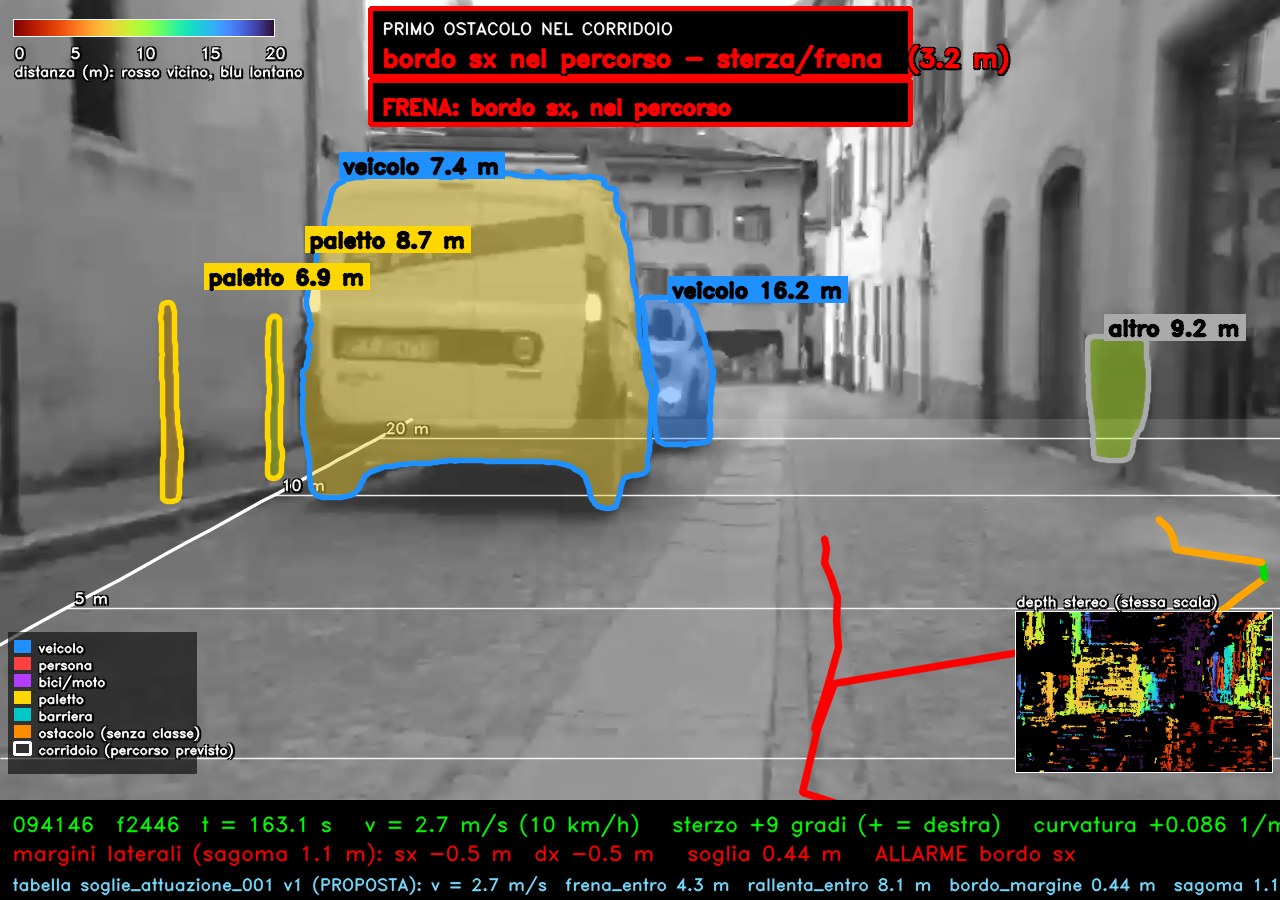 0 5 10 15 20
distanza (m): rosso vicino, blu lontano
PRIMO OSTACOLO NEL CORRIDOIO
bordo sx nel percorso – sterza/frena (3.2 m)
FRENA: bordo sx, nel percorso
veicolo 7.4 m
paletto 8.7 m
paletto 6.9 m
veicolo 16.2 m
altro 9.2 m
20 m
10 m
5 m
depth stereo (stessa scala)
veicolo
persona
bici/moto
paletto
barriera
ostacolo (senza classe)
corridoio (percorso previsto)
094146 f2446 t = 163.1 s v = 2.7 m/s (10 km/h) sterzo +9 gradi (+ = destra) curvatura +0.086 1/m
margini laterali (sagoma 1.1 m): sx –0.5 m dx –0.5 m soglia 0.44 m ALLARME bordo sx
tabella soglie_attuazione_001 v1 (PROPOSTA): v = 2.7 m/s frena_entro 4.3 m rallenta_entro 8.1 m bordo_margine 0.44 m sagoma 1.1